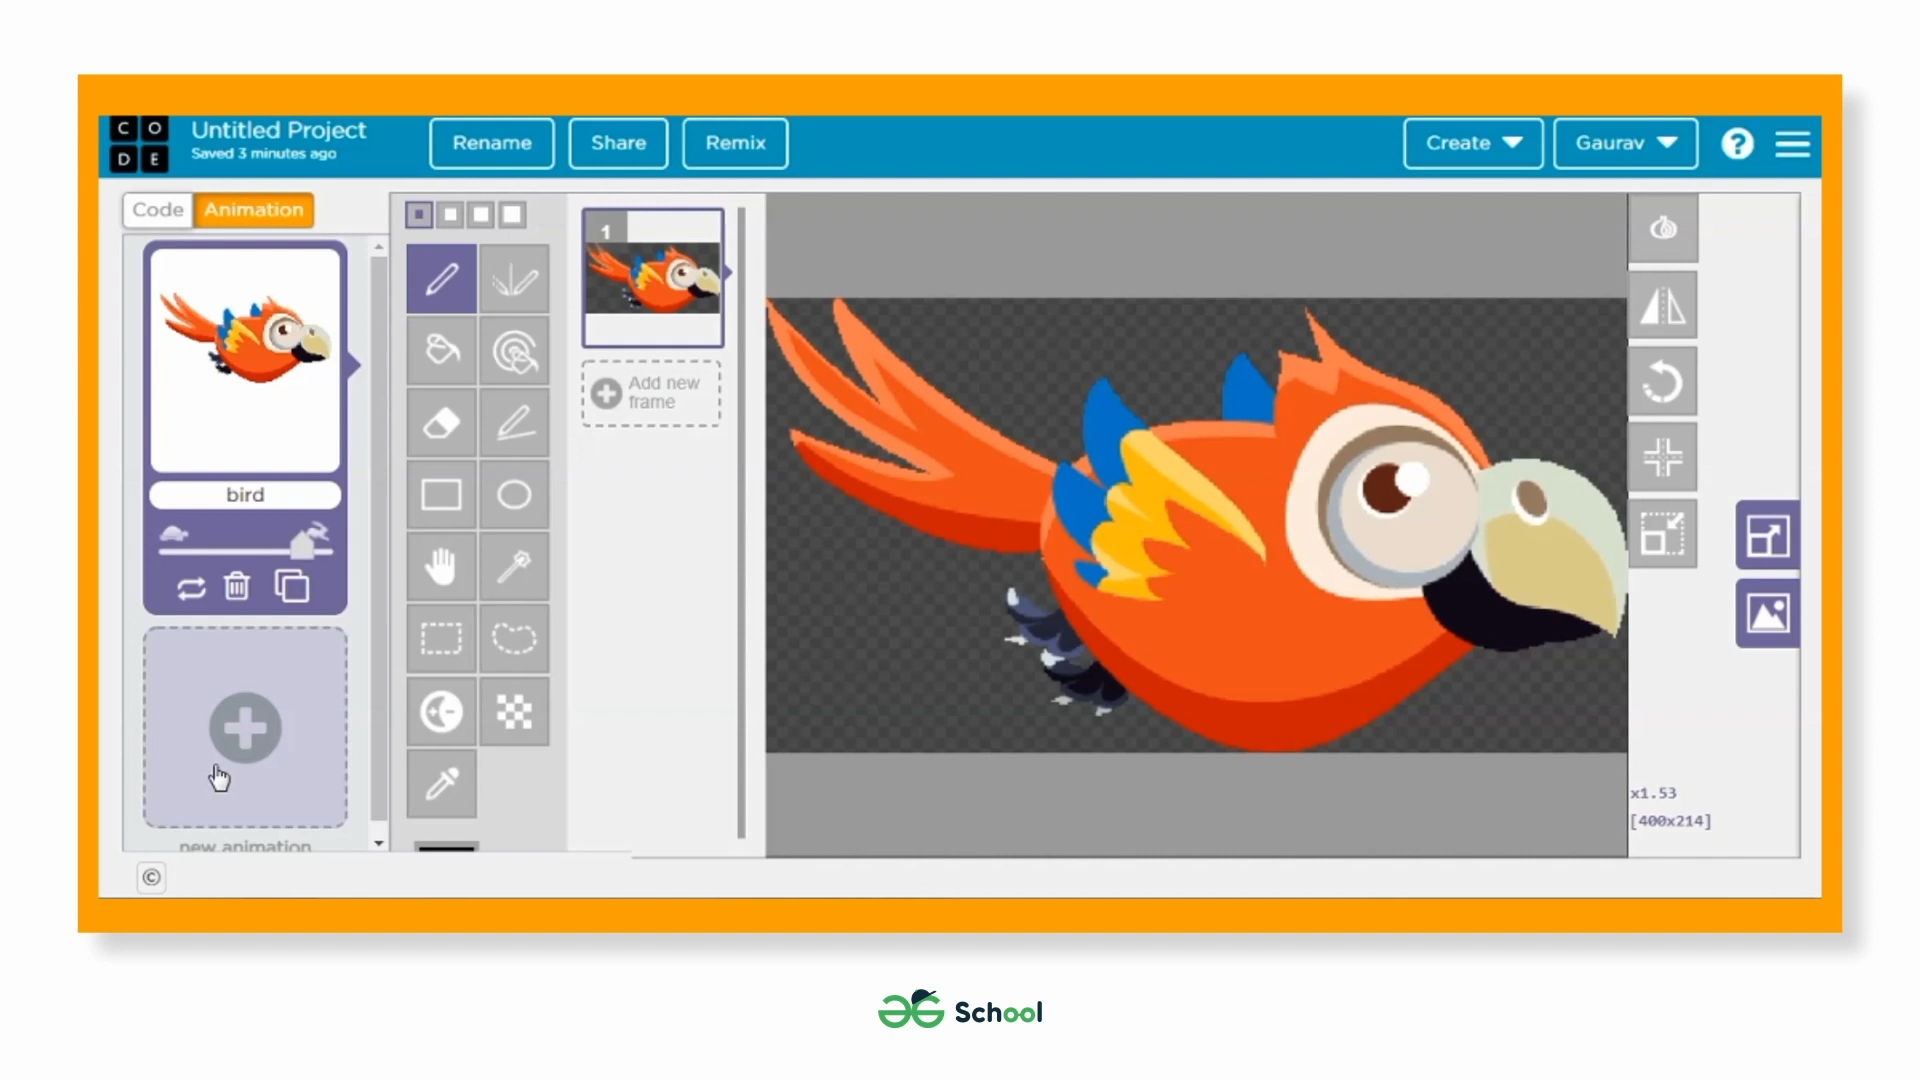 C O
D E
Untitled Project
Saved 3 minutes ago
Rename
Share
Remix
Create
Gaurav
?
Code
Animation
1
Add new
frame
bird
new animation
x1.53
[400x214]
©
School